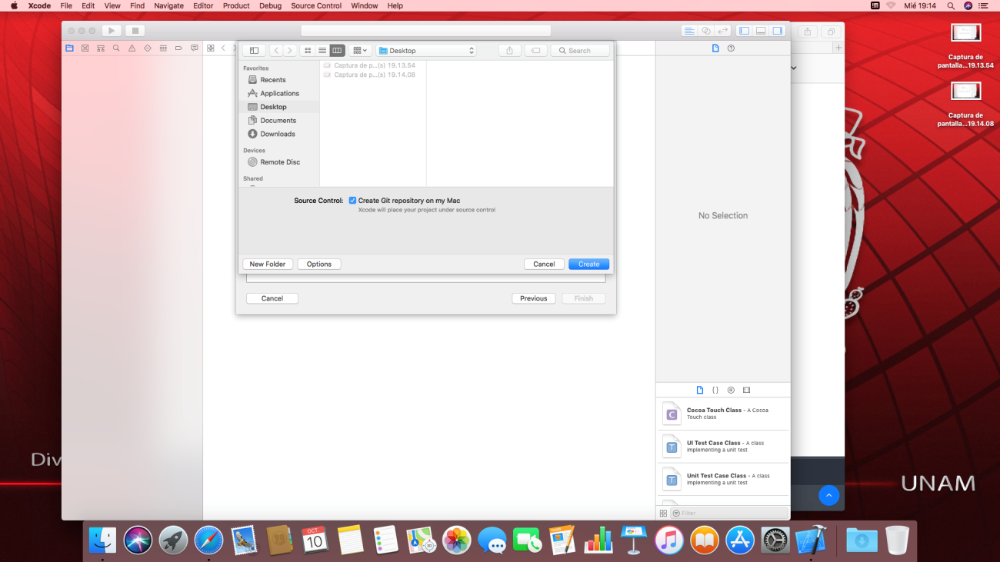 Xcode File Edit View Find Navigate Editor Product Debug Source Control Window Help Mié 19:14
Desktop
Search
Favorites
Recents
Applications
Desktop
Documents
Downloads
Devices
Remote Disc
Shared
Captura de p...(s) 19.13.54
Captura de p...(s) 19.14.08
Source Control: Create Git repository on my Mac
Xcode will place your project under source control
New Folder Options Cancel Create
Cancel Previous Finish
No Selection
Cocoa Touch Class - A Cocoa
Touch class
UI Test Case Class - A class
implementing a unit test
Unit Test Case Class - A class
implementing a unit test
Filter
Captura de
pantalla...19.13.54
Captura de
pantalla...19.14.08
Div
UNAM
OCT
10